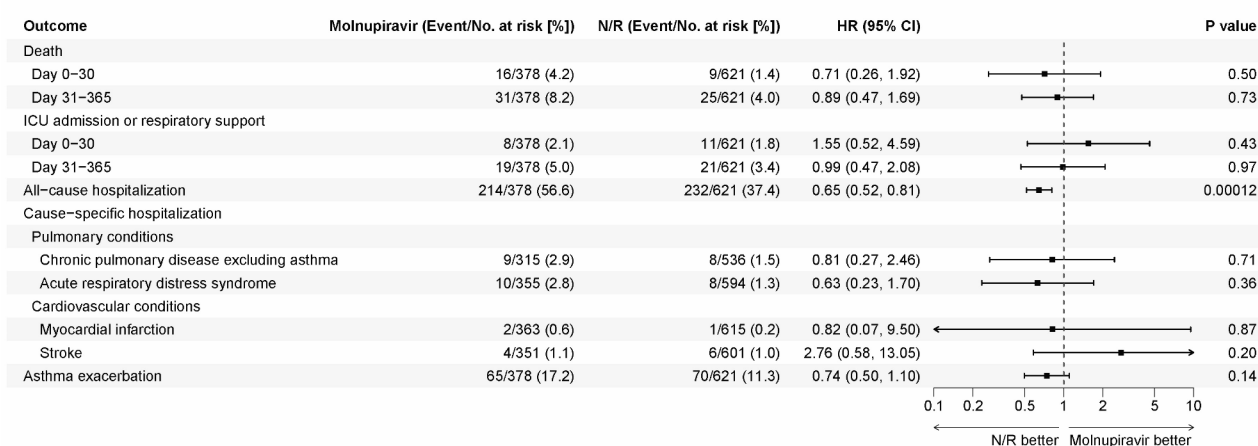 Outcome Molnupiravir (Event/No. at risk [%]) N/R (Event/No. at risk [%]) HR (95% CI) P value
Death
Day 0−30 16/378 (4.2) 9/621 (1.4) 0.71 (0.26, 1.92) 0.50
Day 31−365 31/378 (8.2) 25/621 (4.0) 0.89 (0.47, 1.69) 0.73
ICU admission or respiratory support
Day 0−30 8/378 (2.1) 11/621 (1.8) 1.55 (0.52, 4.59) 0.43
Day 31−365 19/378 (5.0) 21/621 (3.4) 0.99 (0.47, 2.08) 0.97
All−cause hospitalization 214/378 (56.6) 232/621 (37.4) 0.65 (0.52, 0.81) 0.00012
Cause−specific hospitalization
Pulmonary conditions
Chronic pulmonary disease excluding asthma 9/315 (2.9) 8/536 (1.5) 0.81 (0.27, 2.46) 0.71
Acute respiratory distress syndrome 10/355 (2.8) 8/594 (1.3) 0.63 (0.23, 1.70) 0.36
Cardiovascular conditions
Myocardial infarction 2/363 (0.6) 1/615 (0.2) 0.82 (0.07, 9.50) 0.87
Stroke 4/351 (1.1) 6/601 (1.0) 2.76 (0.58, 13.05) 0.20
Asthma exacerbation 65/378 (17.2) 70/621 (11.3) 0.74 (0.50, 1.10) 0.14
0.1 0.2 0.5 1 2 5 10
N/R better Molnupiravir better